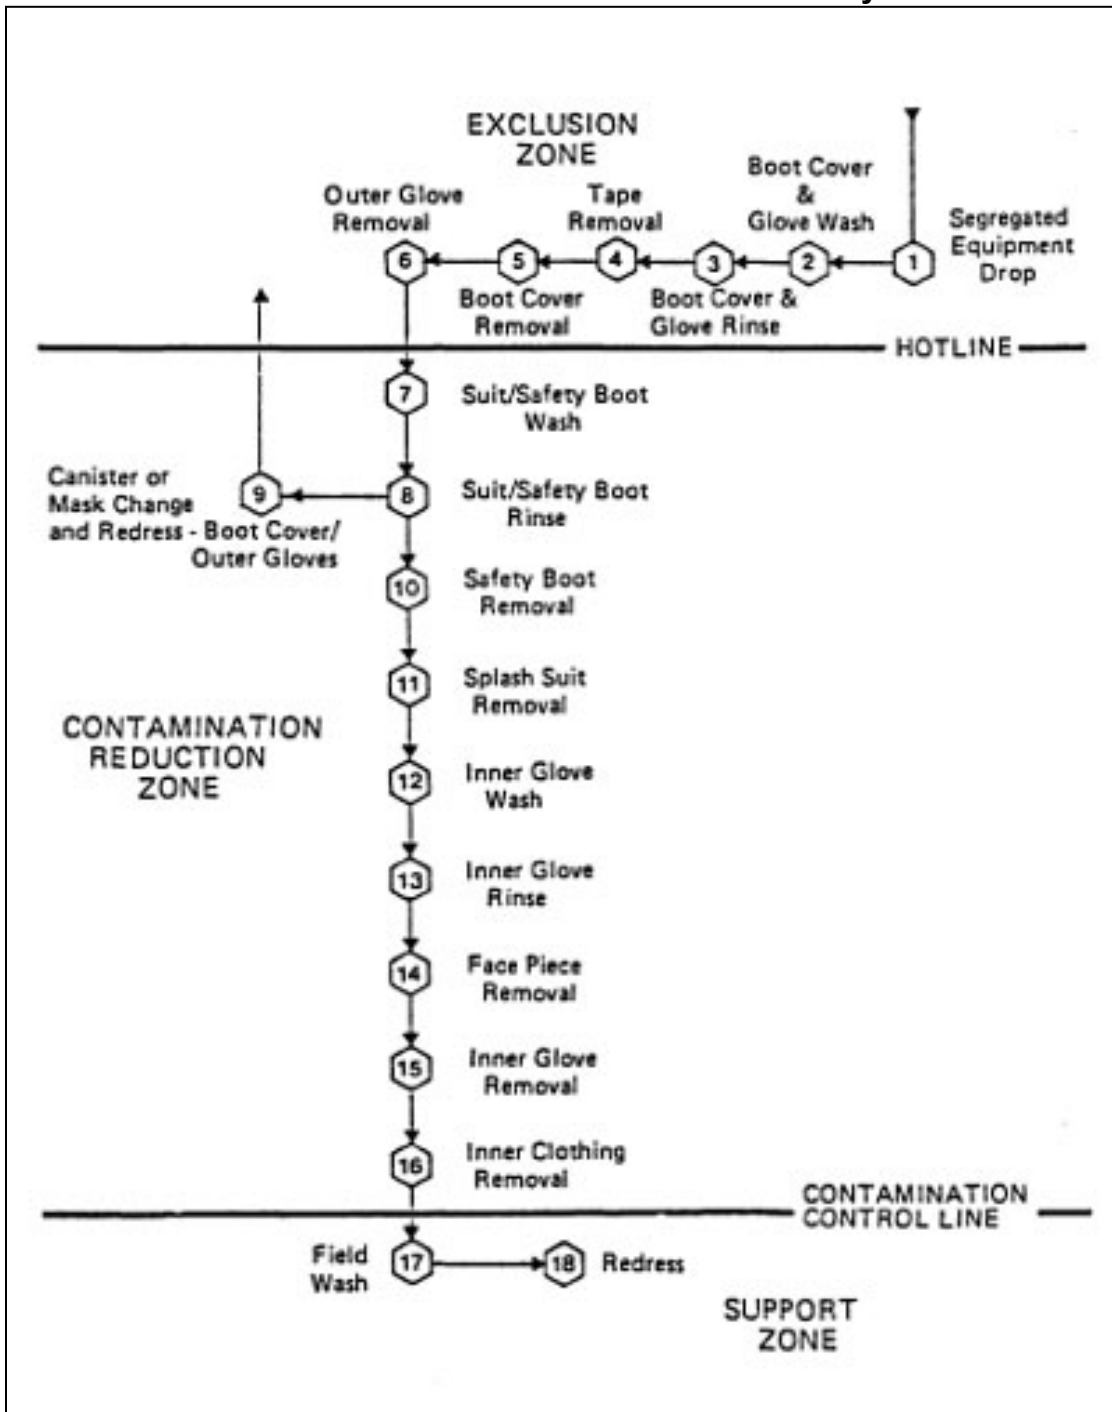 EXCLUSION
ZONE
Outer Glove
Removal
Tape
Removal
Boot Cover
&
Glove Wash
Segregated
Equipment
Drop
6
5
4
3
2
1
Boot Cover
Removal
Boot Cover &
Glove Rinse
HOTLINE
7
Suit/Safety Boot
Wash
Canister or
Mask Change
and Redress - Boot Cover/
Outer Gloves
9
8
Suit/Safety Boot
Rinse
10
Safety Boot
Removal
11
Splash Suit
Removal
CONTAMINATION
REDUCTION
ZONE
12
Inner Glove
Wash
13
Inner Glove
Rinse
14
Face Piece
Removal
15
Inner Glove
Removal
16
Inner Clothing
Removal
CONTAMINATION
CONTROL LINE
Field
Wash
17
18
Redress
SUPPORT
ZONE